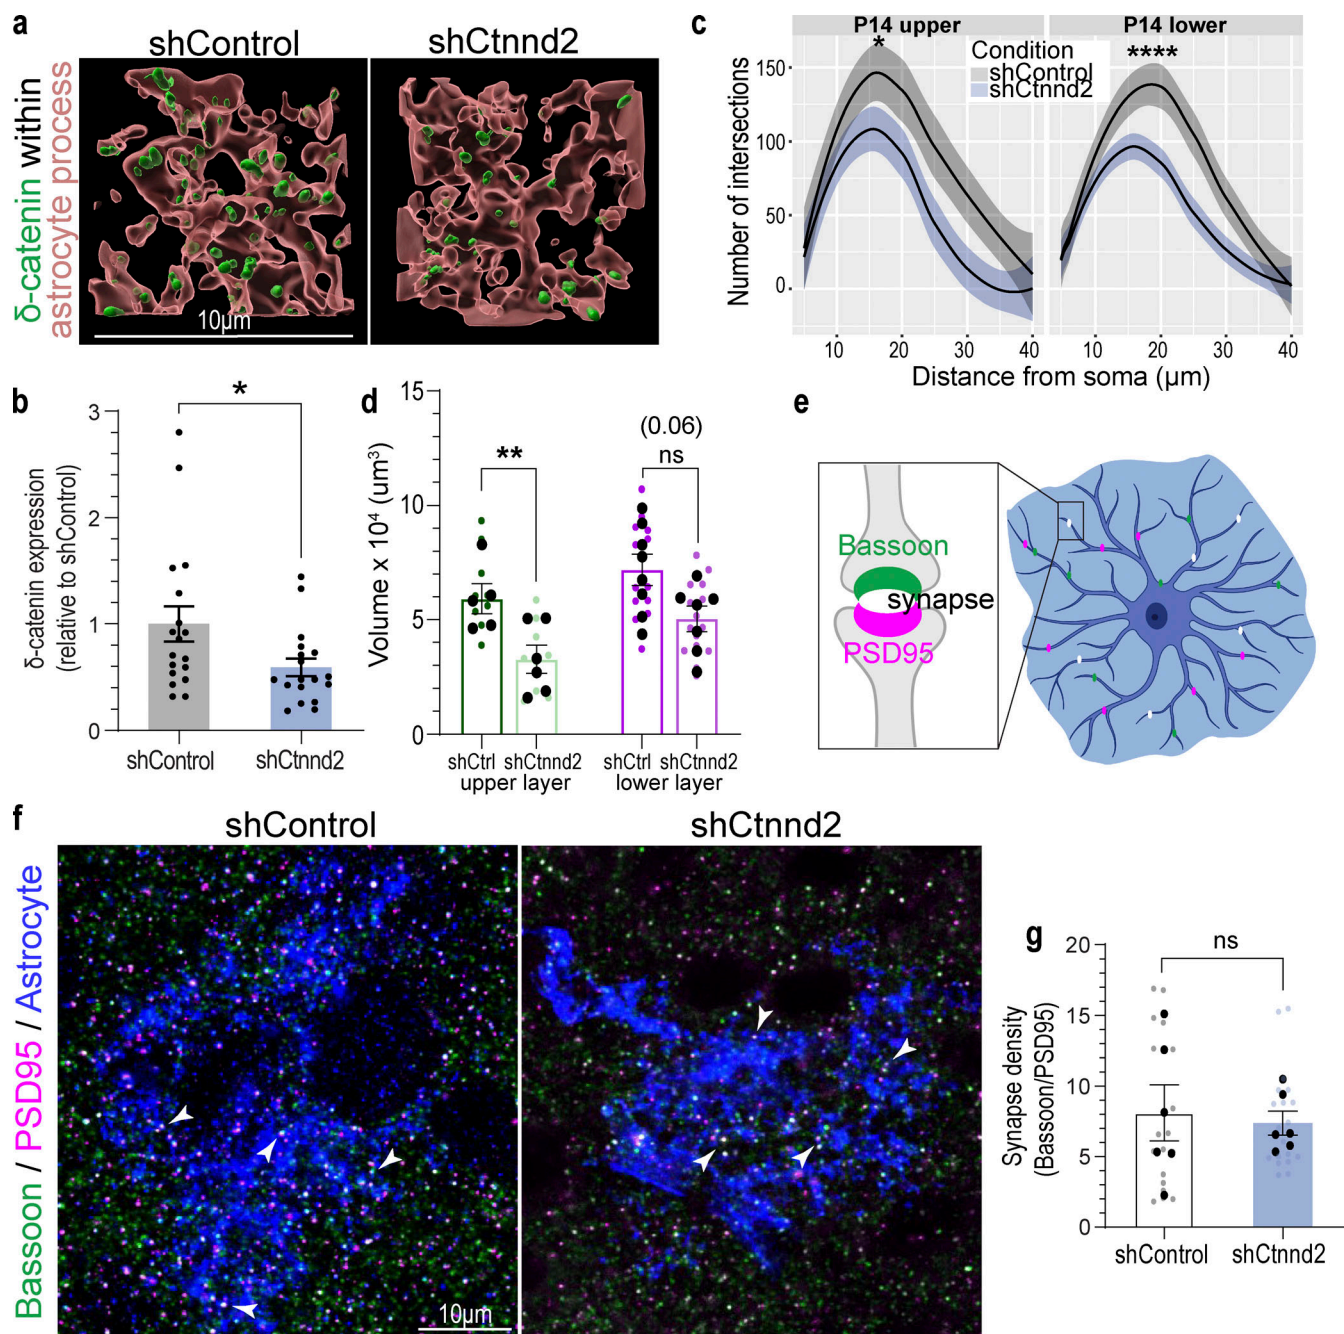 a
shControl
shCtnnd2
δ-catenin within
astrocyte process
10μm
c
P14 upper
P14 lower
*
****
Condition
shControl
shCtnnd2
Number of intersections
150
100
50
0
10
20
30
40
10
20
30
40
Distance from soma (μm)
b
*
δ-catenin expression
(relative to shControl)
3
2
1
0
shControl
shCtnnd2
d
Volume x 10⁴ (um³)
15
10
5
0
**
(0.06)
ns
shCtrl shCtnnd2
upper layer
shCtrl shCtnnd2
lower layer
e
Bassoon
synapse
PSD95
f
shControl
shCtnnd2
Bassoon / PSD95 / Astrocyte
10μm
g
ns
Synapse density
(Bassoon/PSD95)
20
15
10
5
0
shControl
shCtnnd2